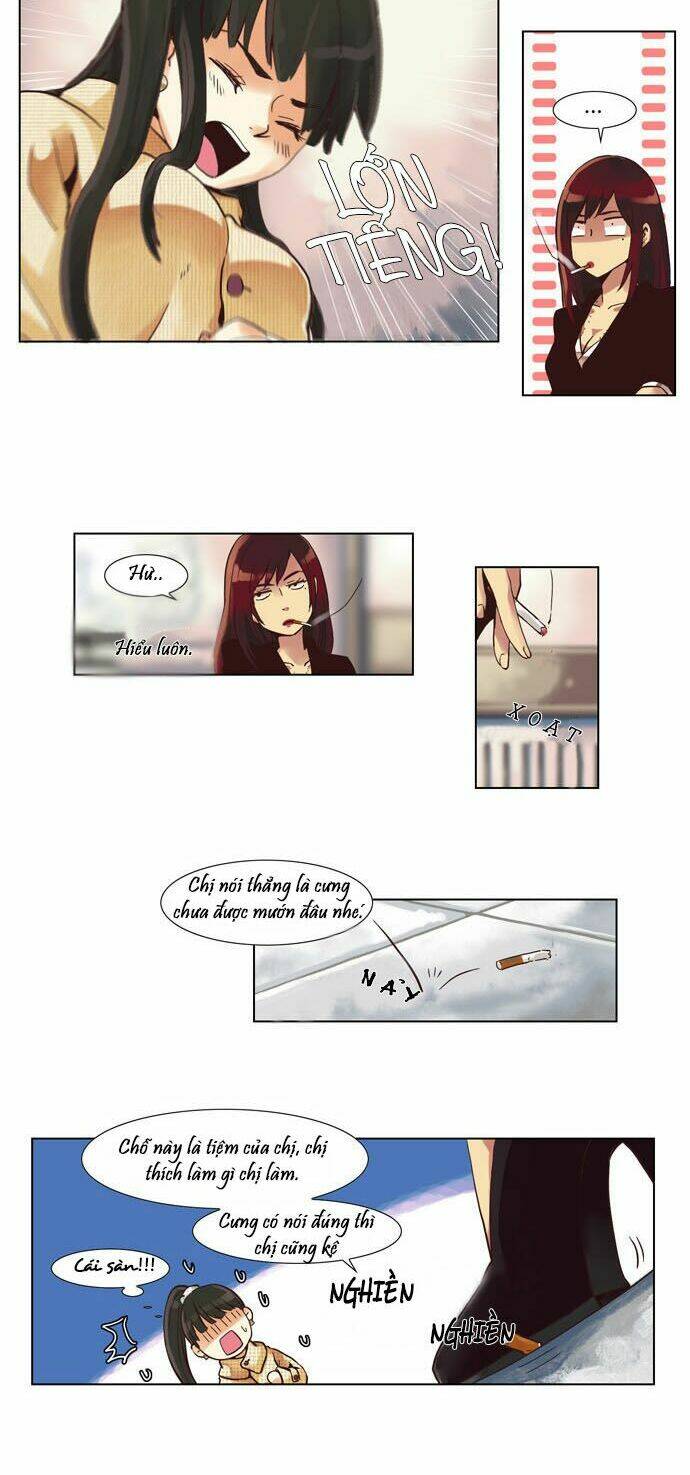 LỚN
TIẾNG!
...
Hư..
Hiểu luôn.
XOẠT
Chị nói thẳng là cưng
chưa được mướn đâu nhé.
NẢY
Chỗ này là tiệm của chị, chị
thích làm gì chị làm.
Cưng có nói đúng thì
chị cũng kệ
Cái sàn!!!
NGHIỀN
NGHIỀN